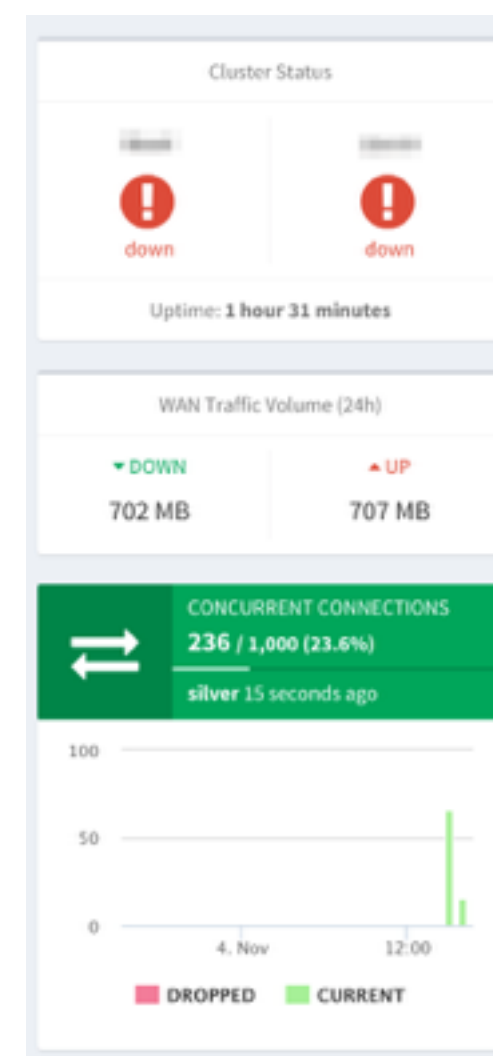 Cluster Status
down
down
Uptime: 1 hour 31 minutes
WAN Traffic Volume (24h)
DOWN
UP
702 MB
707 MB
CONCURRENT CONNECTIONS
236 / 1,000 (23.6%)
silver 15 seconds ago
100
50
0
4. Nov
12:00
DROPPED
CURRENT